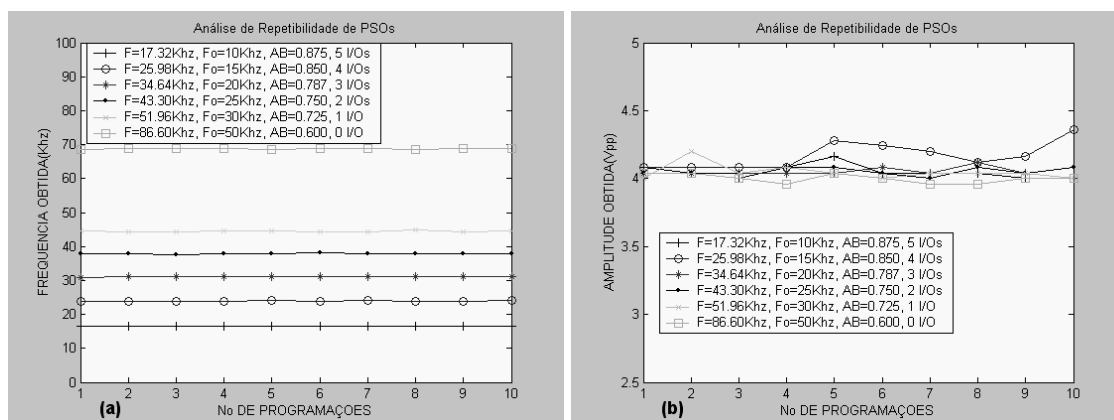 Análise de Repetibilidade de PSOs
100
90
80
70
60
50
40
30
20
10
0
FREQUENCIA OBTIDA(Khz)
F=17.32Khz, Fo=10Khz, AB=0.875, 5 I/Os
F=25.98Khz, Fo=15Khz, AB=0.850, 4 I/Os
F=34.64Khz, Fo=20Khz, AB=0.787, 3 I/Os
F=43.30Khz, Fo=25Khz, AB=0.750, 2 I/Os
F=51.96Khz, Fo=30Khz, AB=0.725, 1 I/O
F=86.60Khz, Fo=50Khz, AB=0.600, 0 I/O
1 2 3 4 5 6 7 8 9 10
(a)
No DE PROGRAMAÇOES
Análise de Repetibilidade de PSOs
5
4.5
4
3.5
3
2.5
AMPLITUDE OBTIDA(Vpp)
F=17.32Khz, Fo=10Khz, AB=0.875, 5 I/Os
F=25.98Khz, Fo=15Khz, AB=0.850, 4 I/Os
F=34.64Khz, Fo=20Khz, AB=0.787, 3 I/Os
F=43.30Khz, Fo=25Khz, AB=0.750, 2 I/Os
F=51.96Khz, Fo=30Khz, AB=0.725, 1 I/O
F=86.60Khz, Fo=50Khz, AB=0.600, 0 I/O
1 2 3 4 5 6 7 8 9 10
(b)
No DE PROGRAMAÇOES